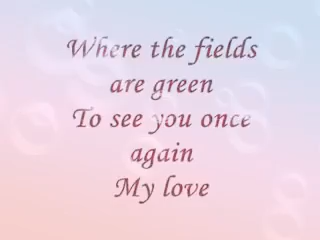 Where the fields
are green
To see you once
again
My love